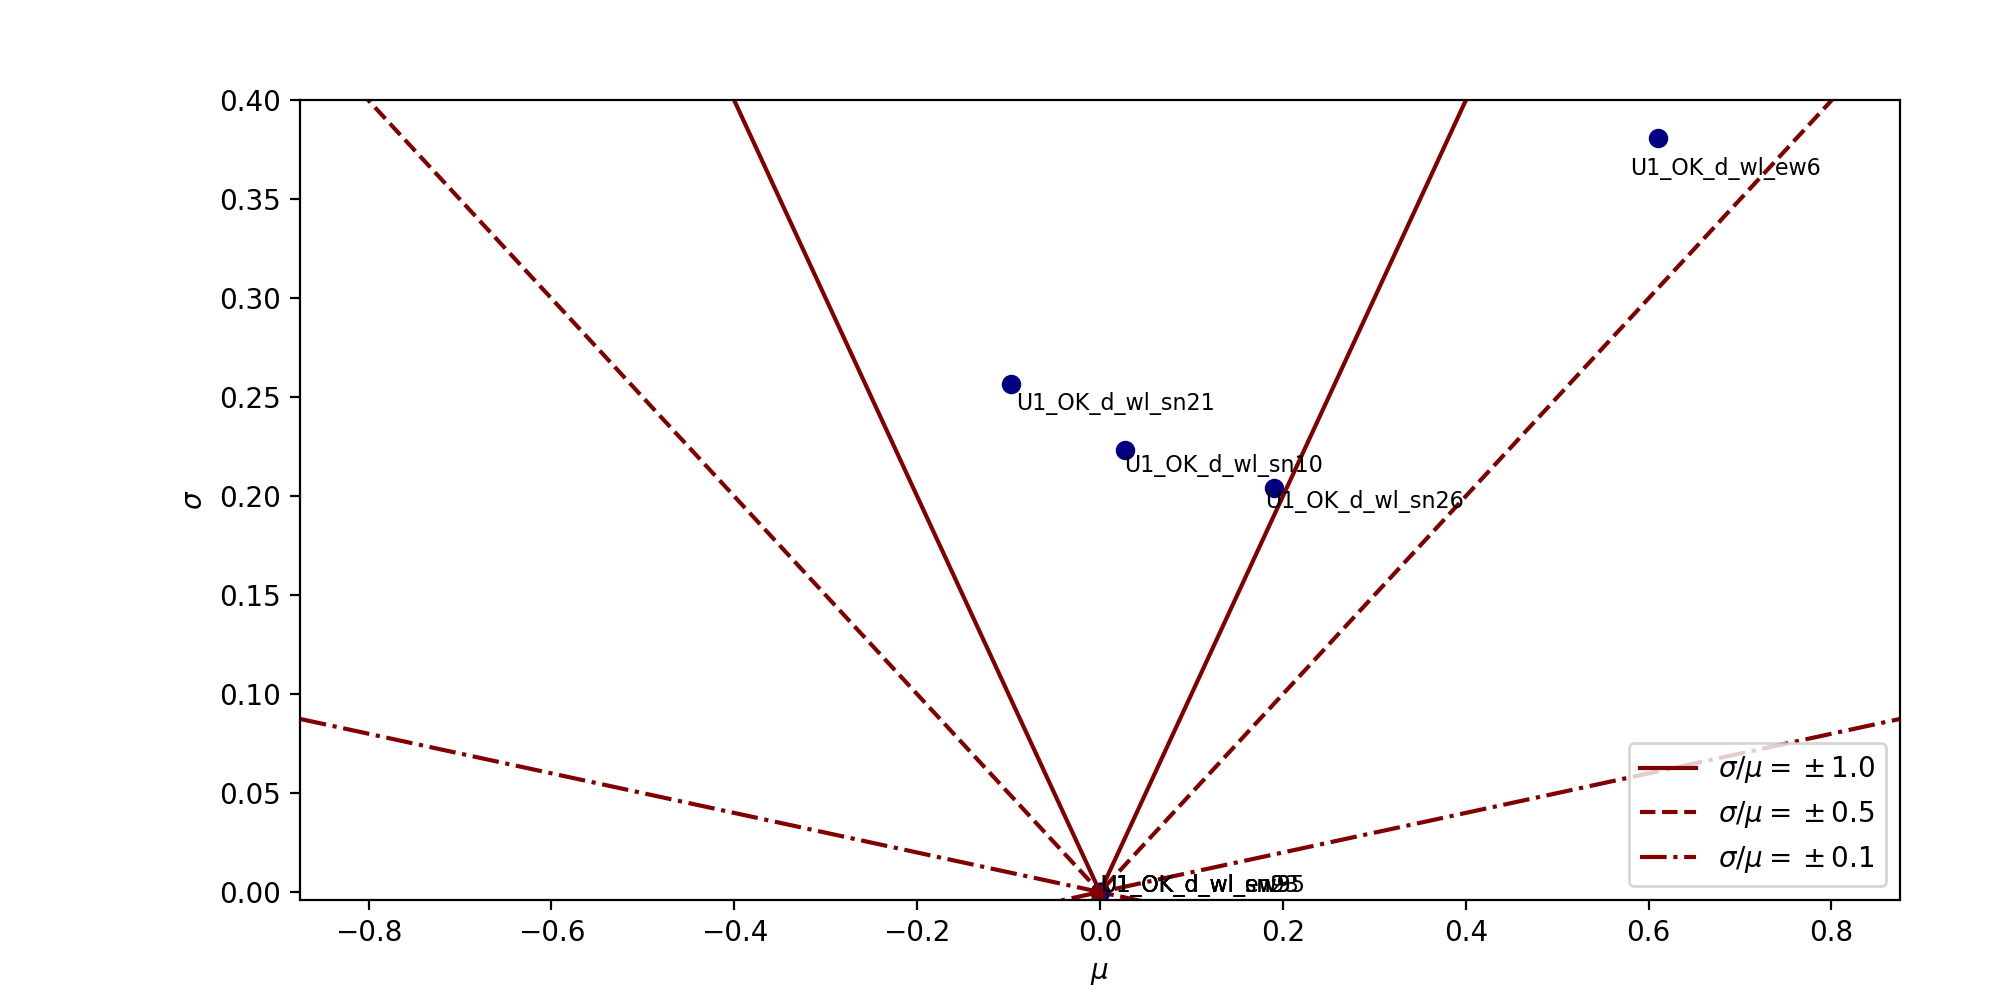 0.40
0.35
0.30
0.25
0.20
0.15
0.10
0.05
0.00
σ
U1_OK_d_wl_ew6
U1_OK_d_wl_sn21
U1_OK_d_wl_sn10
U1_OK_d_wl_sn26
σ/μ = ±1.0
σ/μ = ±0.5
σ/μ = ±0.1
U1_OK_d_wl
−0.8 −0.6 −0.4 −0.2 0.0 0.2 0.4 0.6 0.8
μ